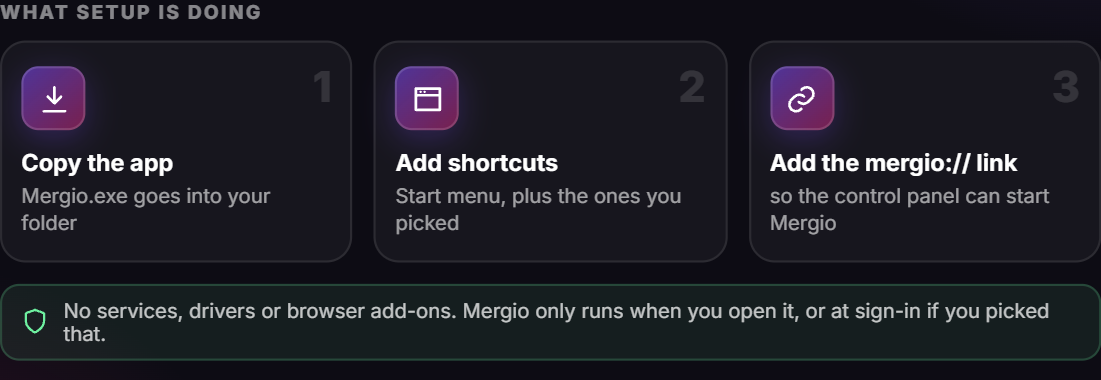 WHAT SETUP IS DOING
1
Copy the app
Mergio.exe goes into your
folder
2
Add shortcuts
Start menu, plus the ones you
picked
3
Add the mergio:// link
so the control panel can start
Mergio
No services, drivers or browser add-ons. Mergio only runs when you open it, or at sign-in if you picked
that.